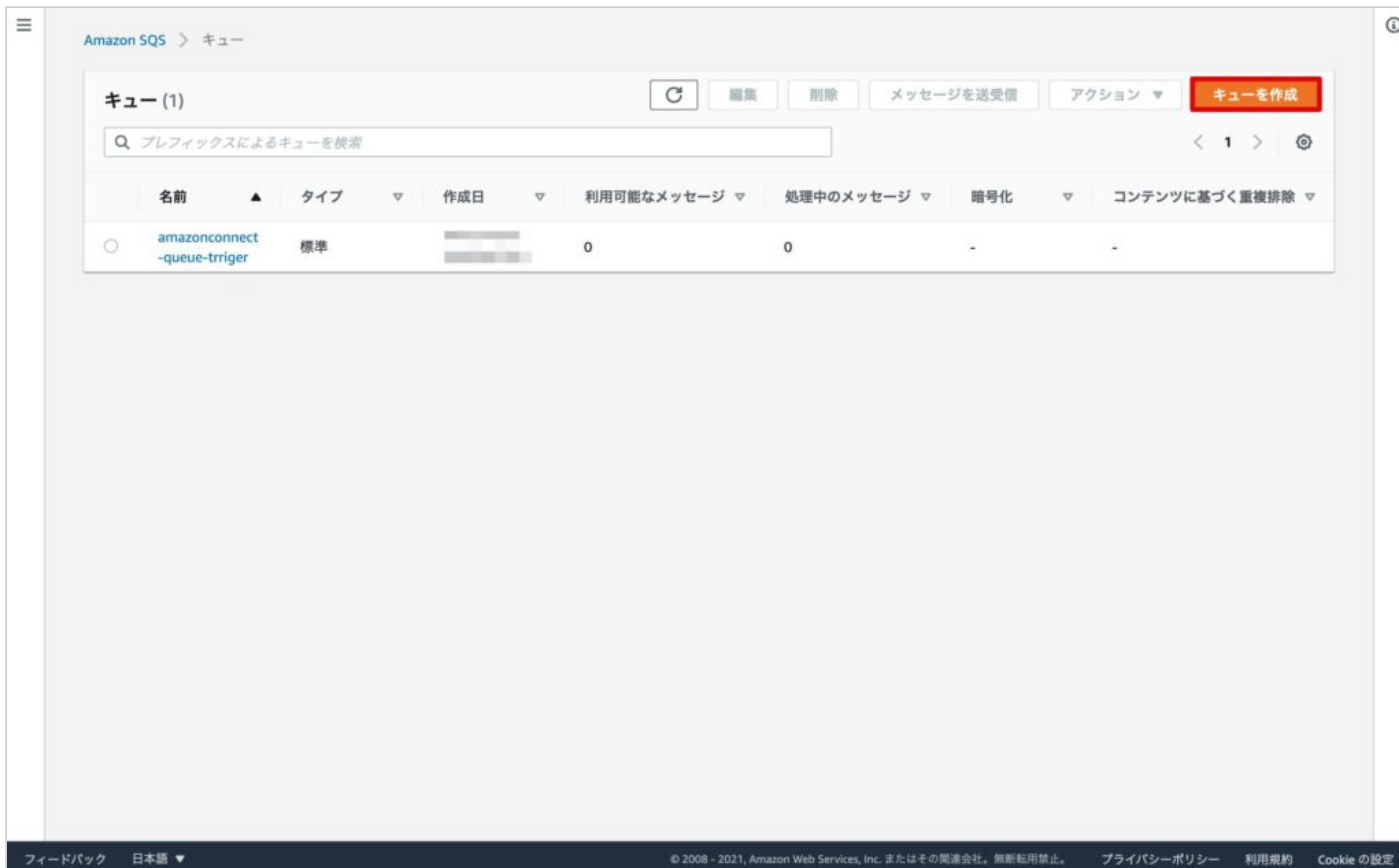 Amazon SQS > キュー
キュー (1)
編集
削除
メッセージを送受信
アクション ▼
キューを作成
プレフィックスによるキューを検索
< 1 >
名前 ▲
タイプ ▽
作成日 ▽
利用可能なメッセージ ▽
処理中のメッセージ ▽
暗号化 ▽
コンテンツに基づく重複排除 ▽
amazonconnect
-queue-trriger
標準
0
0
-
-
フィードバック
日本語 ▼
© 2008 - 2021, Amazon Web Services, Inc. またはその関連会社。無断転用禁止。
プライバシーポリシー
利用規約
Cookie の設定